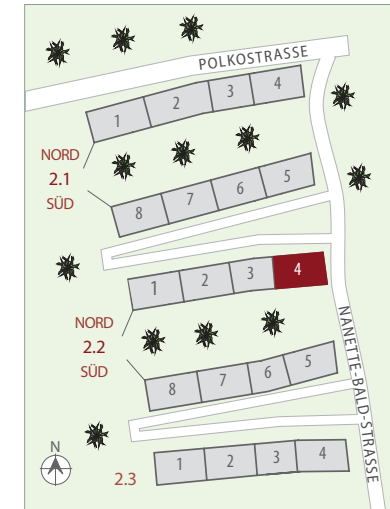 POLKOSTRASSE
1 2 3 4
NORD
2.1
SÜD
8 7 6 5
1 2 3 4
NORD
2.2
SÜD
8 7 6 5
NANETTE-BALD-STRASSE
N
2.3
1 2 3 4